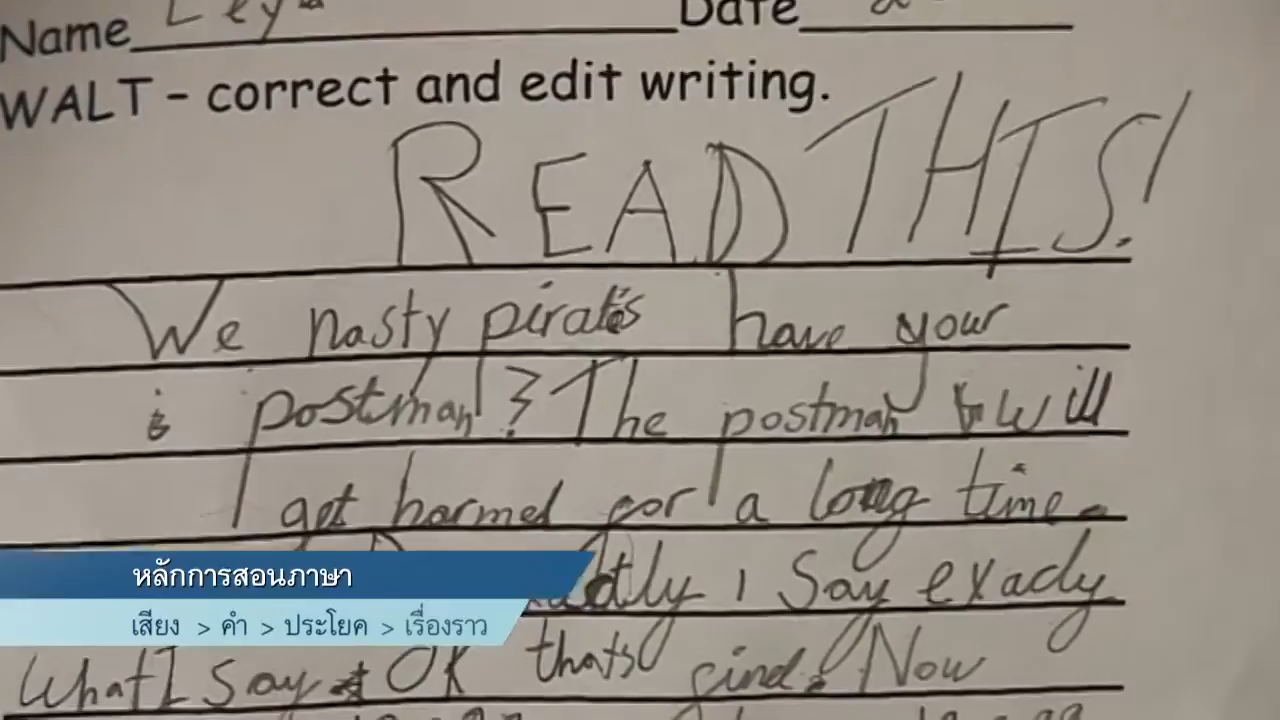 Name Leya Date
WALT - correct and edit writing.
READ THIS!
We nasty pirates have your
postman! The postman will
get harmed for a long time.
say exady
What I say OK thats Now
หลักการสอนภาษา
เสียง > คำ > ประโยค > เรื่องราว